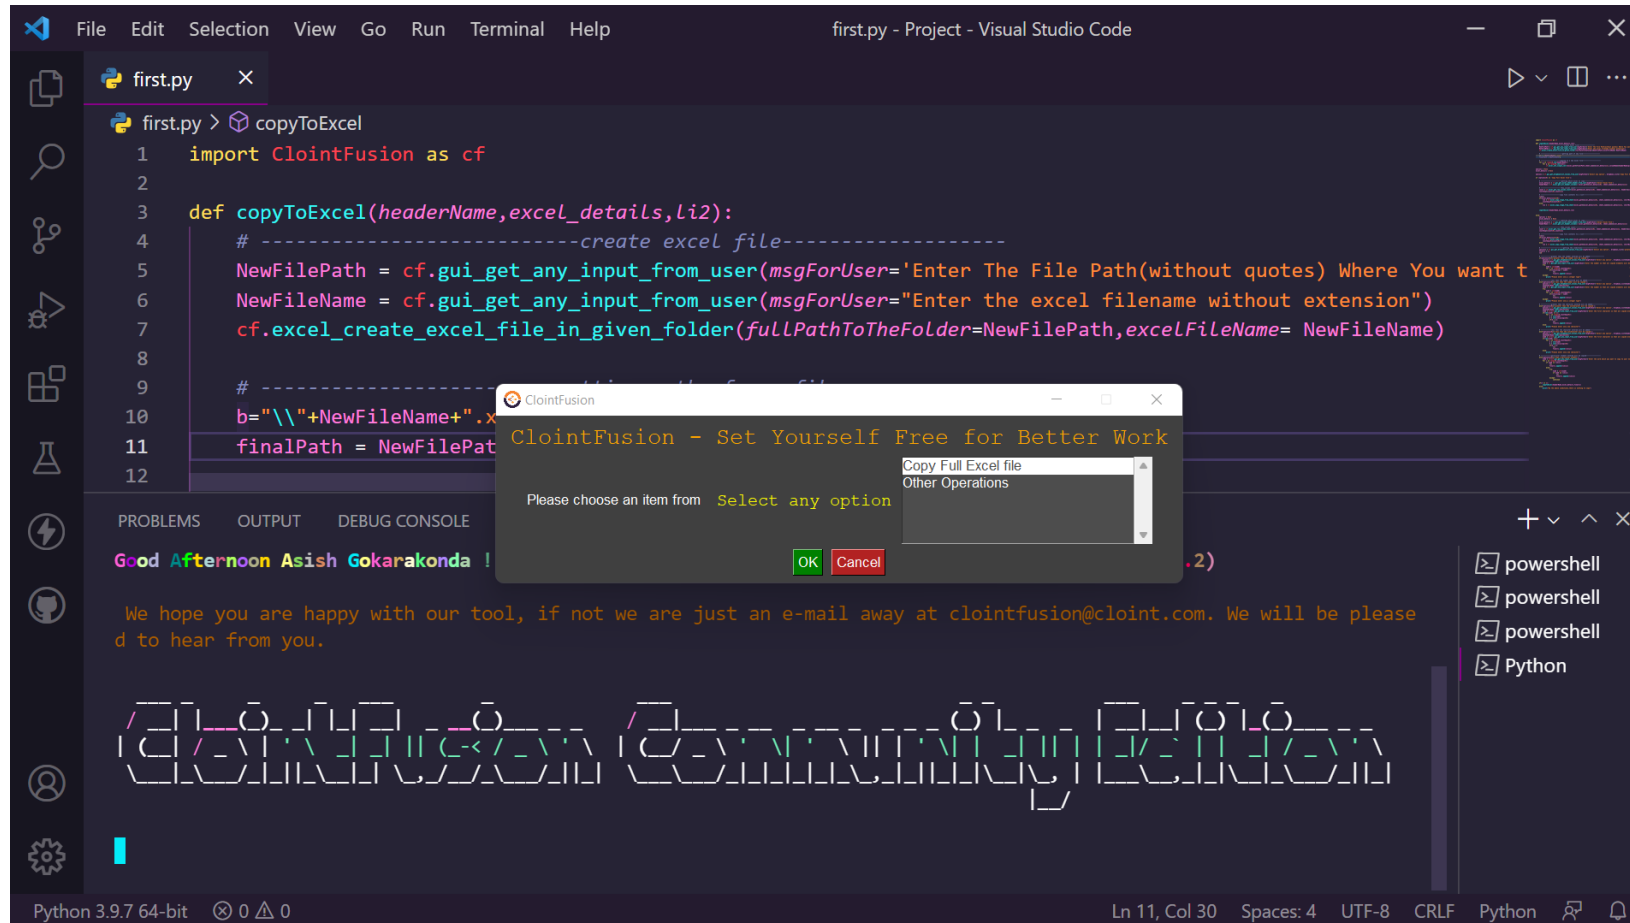 File Edit Selection View Go Run Terminal Help first.py - Project - Visual Studio Code
first.py
first.py > copyToExcel
1 import ClointFusion as cf
2
3 def copyToExcel(headerName,excel_details,li2):
4 # ---------------------------create excel file-------------------
5 NewFilePath = cf.gui_get_any_input_from_user(msgForUser='Enter The File Path(without quotes) Where You want t
6 NewFileName = cf.gui_get_any_input_from_user(msgForUser="Enter the excel filename without extension")
7 cf.excel_create_excel_file_in_given_folder(fullPathToTheFolder=NewFilePath,excelFileName= NewFileName)
8
9 # --------------------
10 b="\\"+NewFileName+".x
11 finalPath = NewFilePat
12
ClointFusion
ClointFusion - Set Yourself Free for Better Work
Please choose an item from Select any option
Copy Full Excel file
Other Operations
OK Cancel
PROBLEMS OUTPUT DEBUG CONSOLE
Good Afternoon Asish Gokarakonda ! .2)
We hope you are happy with our tool, if not we are just an e-mail away at clointfusion@cloint.com. We will be please
d to hear from you.
ClointFusion Community Edition
powershell
powershell
powershell
Python
Python 3.9.7 64-bit 0 0 Ln 11, Col 30 Spaces: 4 UTF-8 CRLF Python